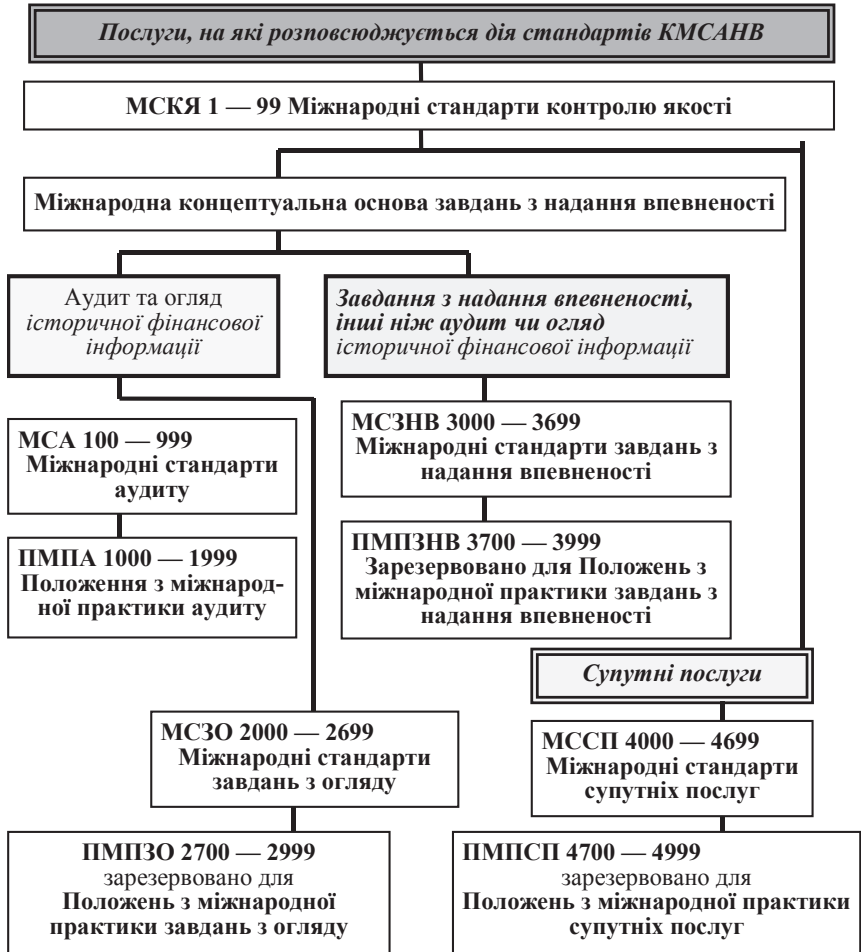 Послуги, на які розповсюджується дія стандартів КМСАНВ
МСКЯ 1 — 99 Міжнародні стандарти контролю якості
Міжнародна концептуальна основа завдань з надання впевненості
Аудит та огляд
історичної фінансової
інформації
Завдання з надання впевненості,
інші ніж аудит чи огляд
історичної фінансової інформації
МСА 100 — 999
Міжнародні стандарти
аудиту
МСЗНВ 3000 — 3699
Міжнародні стандарти завдань з
надання впевненості
ПМПА 1000 — 1999
Положення з міжнарод-
ної практики аудиту
ПМПЗНВ 3700 — 3999
Зарезервовано для Положень з
міжнародної практики завдань з
надання впевненості
Супутні послуги
МСЗО 2000 — 2699
Міжнародні стандарти
завдань з огляду
МССП 4000 — 4699
Міжнародні стандарти
супутніх послуг
ПМПЗО 2700 — 2999
зарезервовано для
Положень з міжнародної
практики завдань з огляду
ПМПСП 4700 — 4999
зарезервовано для
Положень з міжнародної практики
супутніх послуг